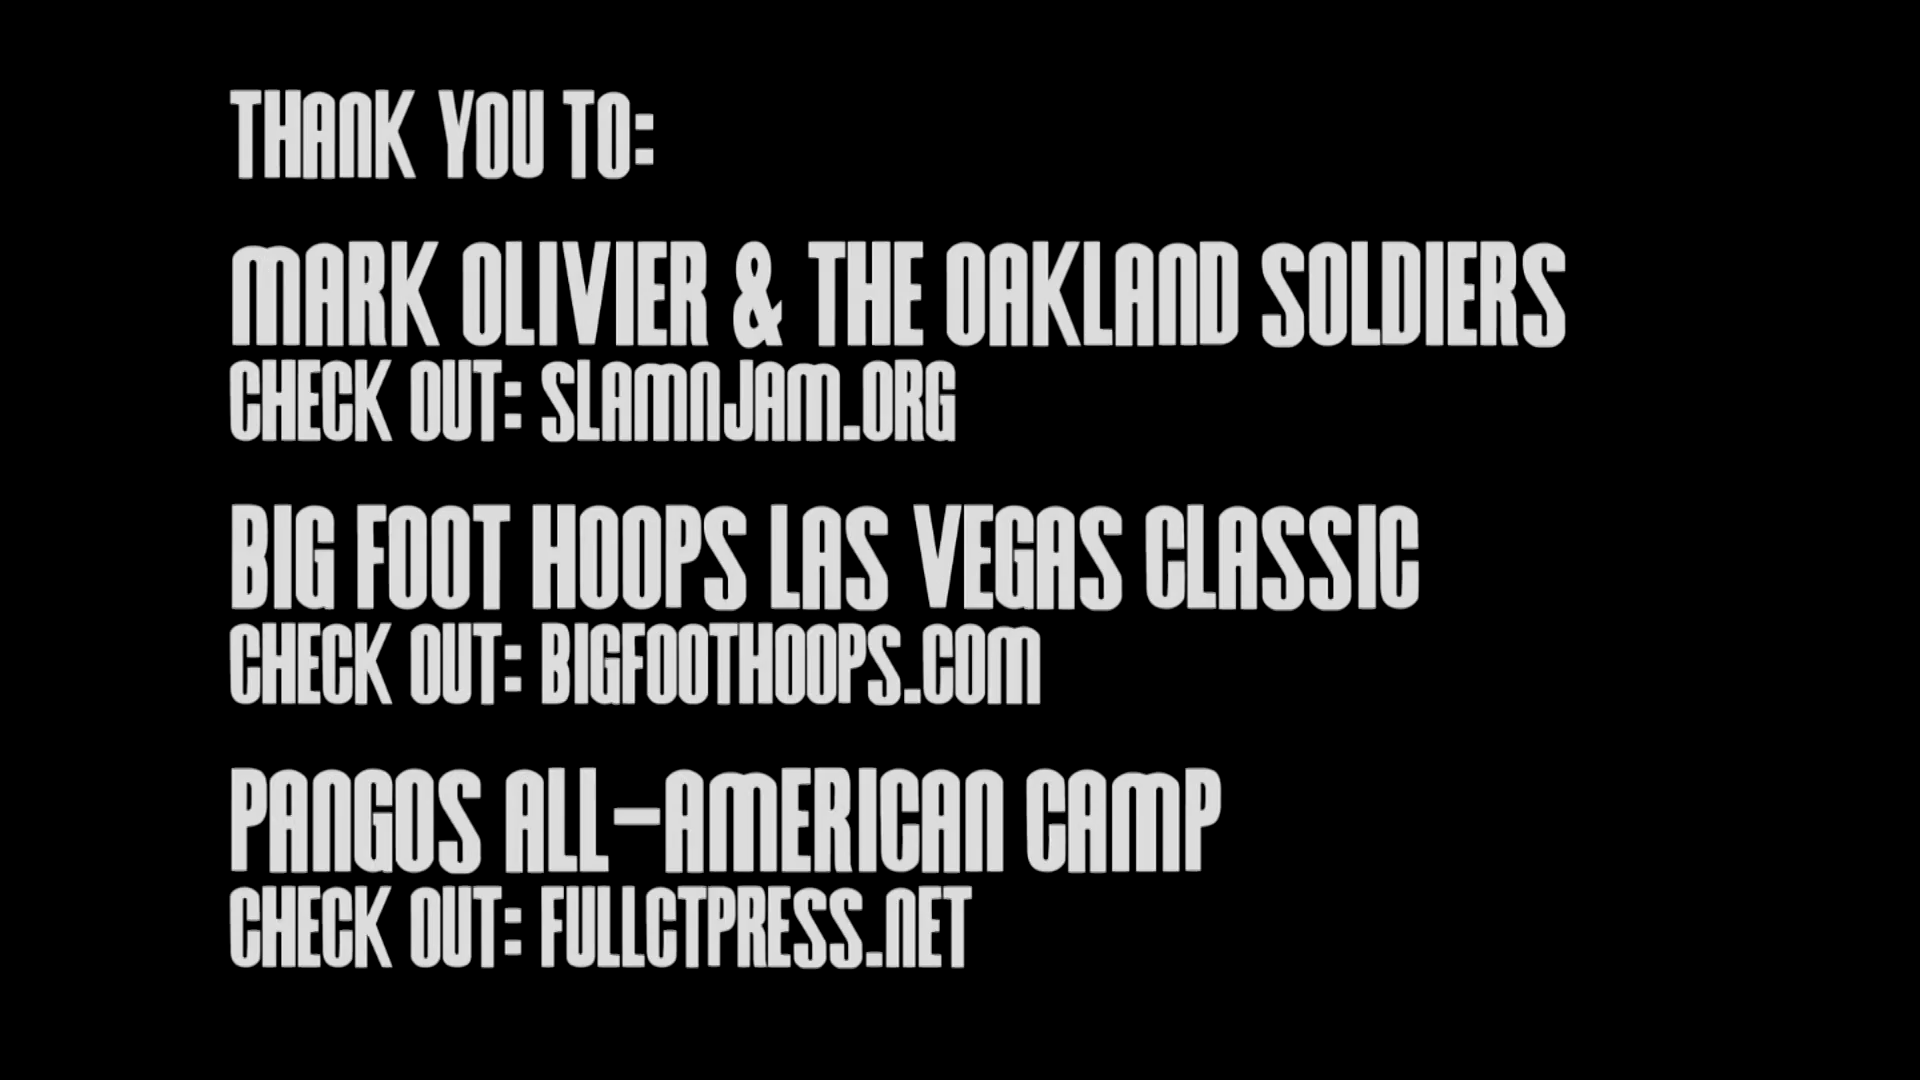 THANK YOU TO:
MARK OLIVIER & THE OAKLAND SOLDIERS
CHECK OUT: SLAMNJAM.ORG
BIG FOOT HOOPS LAS VEGAS CLASSIC
CHECK OUT: BIGFOOTHOOPS.COM
PANGOS ALL-AMERICAN CAMP
CHECK OUT: FULLCTPRESS.NET